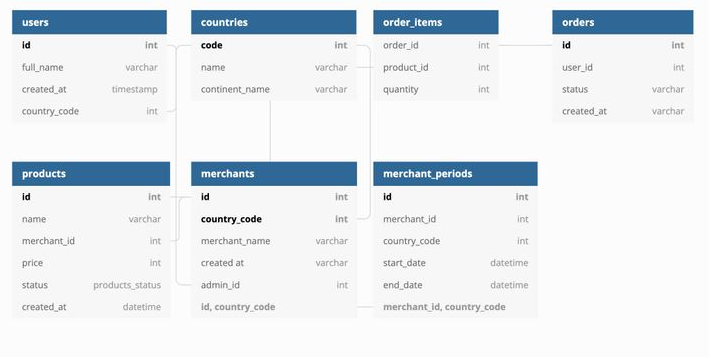 users
id int
full_name varchar
created_at timestamp
country_code int
countries
code int
name varchar
continent_name varchar
order_items
order_id int
product_id int
quantity int
orders
id int
user_id int
status varchar
created_at varchar
products
id int
name varchar
merchant_id int
price int
status products_status
created_at datetime
merchants
id int
country_code int
merchant_name varchar
created at varchar
admin_id int
id, country_code
merchant_periods
id int
merchant_id int
country_code int
start_date datetime
end_date datetime
merchant_id, country_code